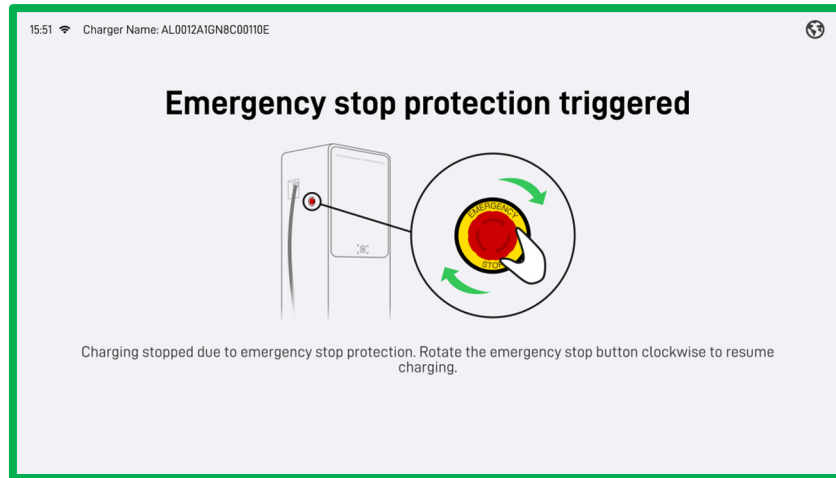 15:51 Charger Name: AL0012A1GN8C00110E
Emergency stop protection triggered
EMERGENCY
STOP
Charging stopped due to emergency stop protection. Rotate the emergency stop button clockwise to resume
charging.